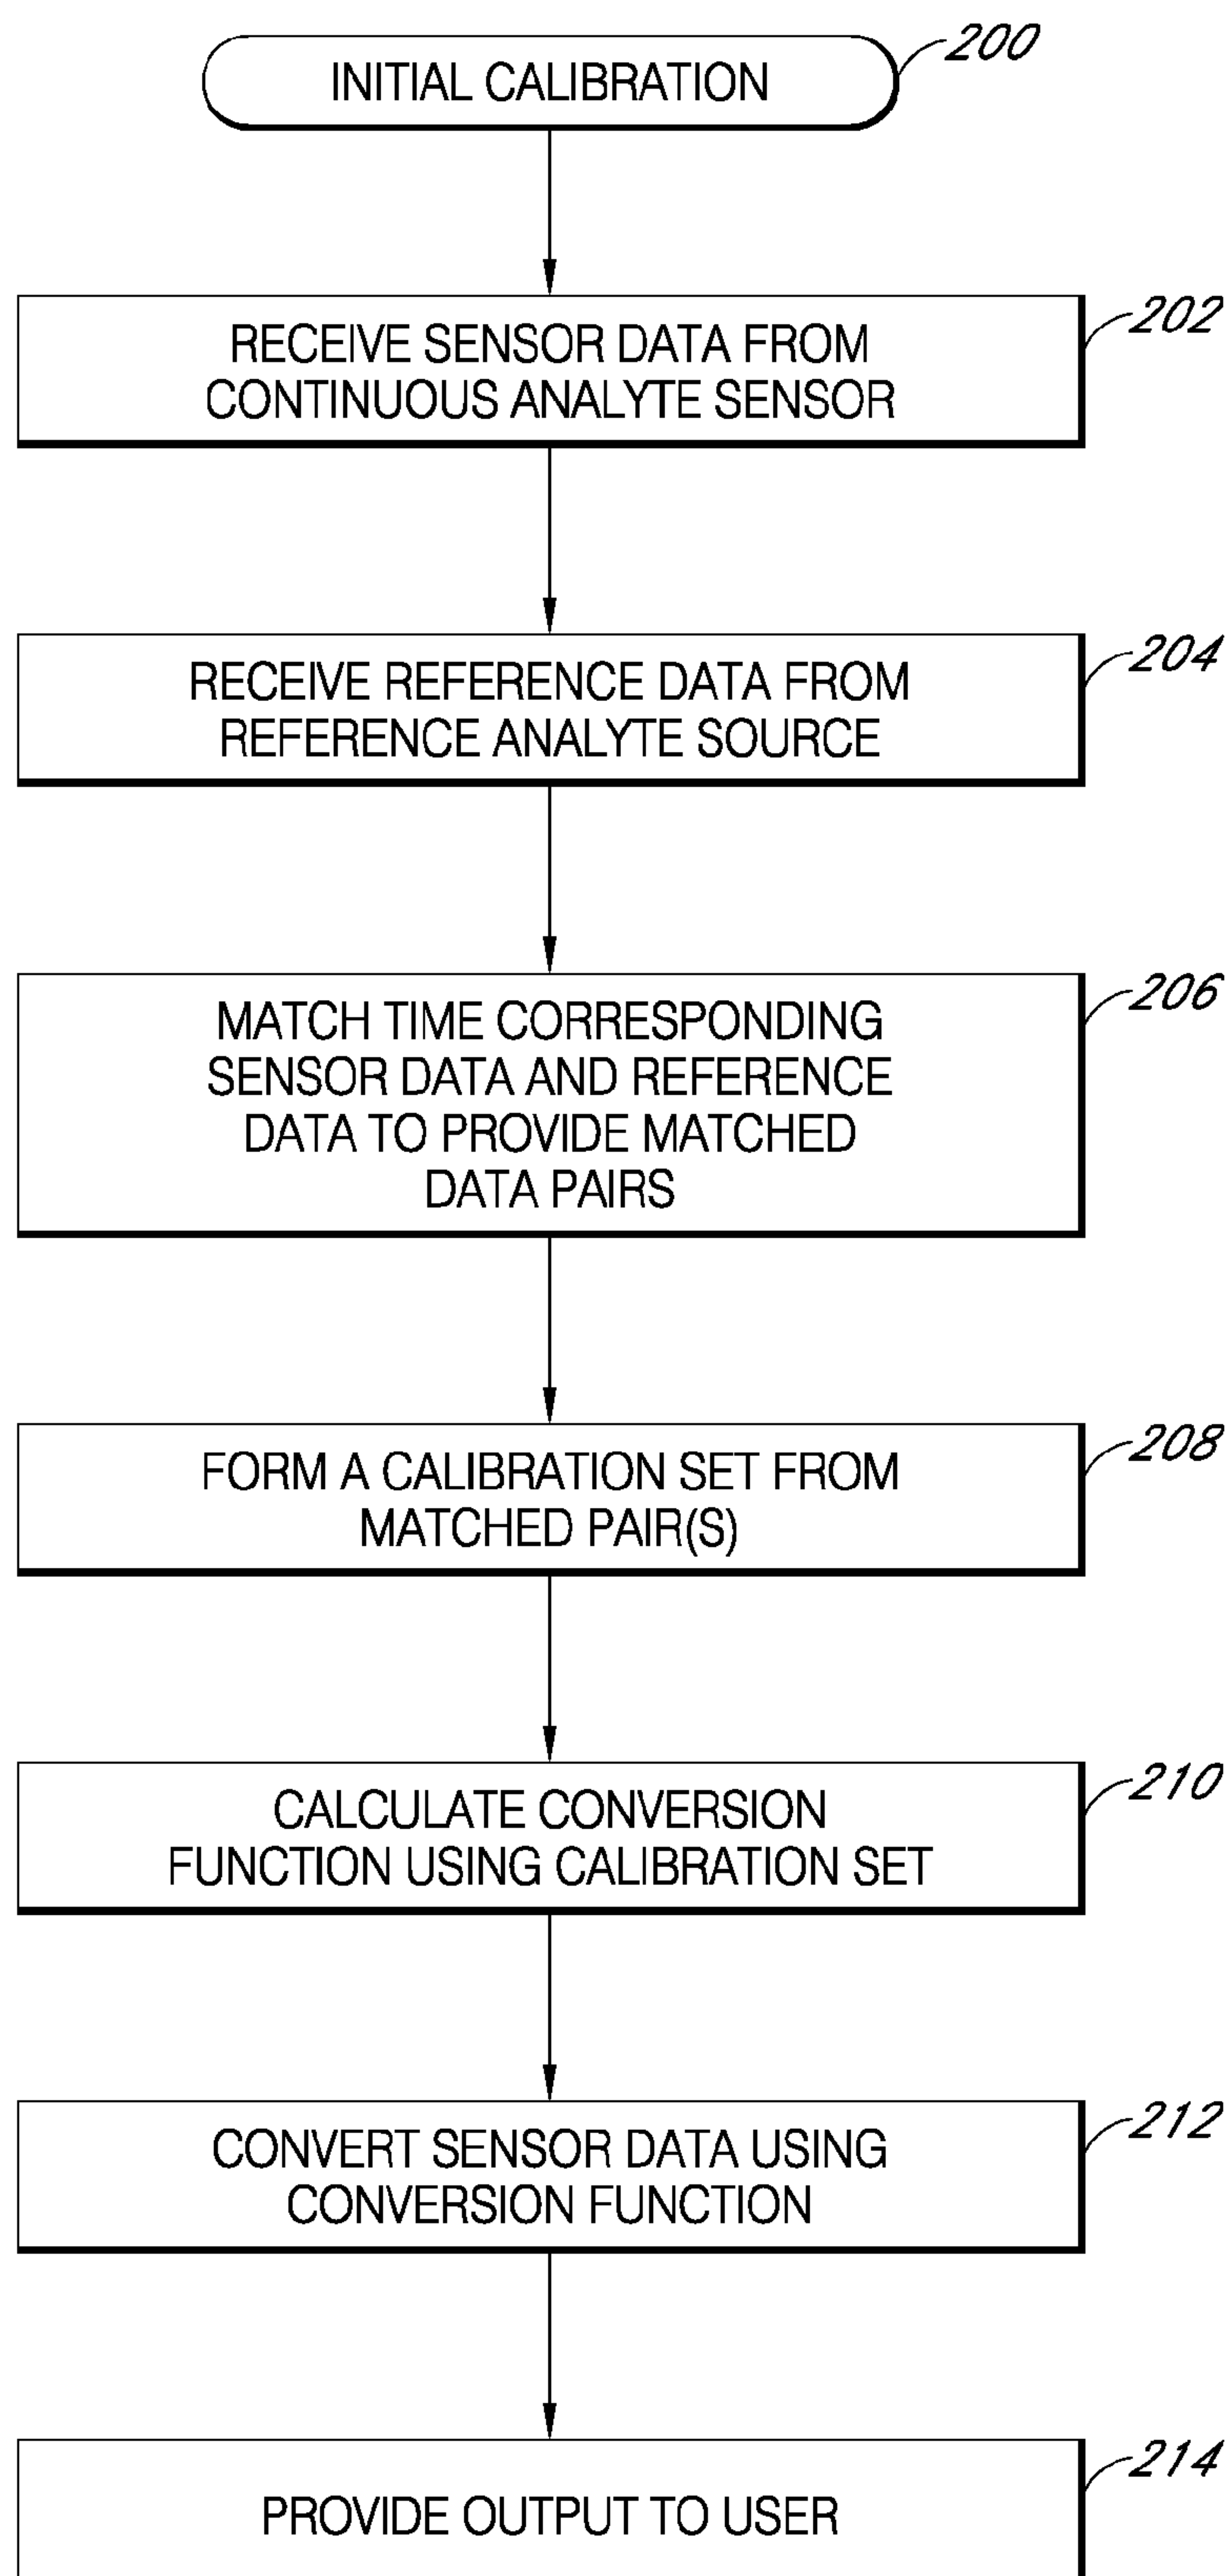 INITIAL CALIBRATION
200
RECEIVE SENSOR DATA FROM
CONTINUOUS ANALYTE SENSOR
202
RECEIVE REFERENCE DATA FROM
REFERENCE ANALYTE SOURCE
204
MATCH TIME CORRESPONDING
SENSOR DATA AND REFERENCE
DATA TO PROVIDE MATCHED
DATA PAIRS
206
FORM A CALIBRATION SET FROM
MATCHED PAIR(S)
208
CALCULATE CONVERSION
FUNCTION USING CALIBRATION SET
210
CONVERT SENSOR DATA USING
CONVERSION FUNCTION
212
PROVIDE OUTPUT TO USER
214